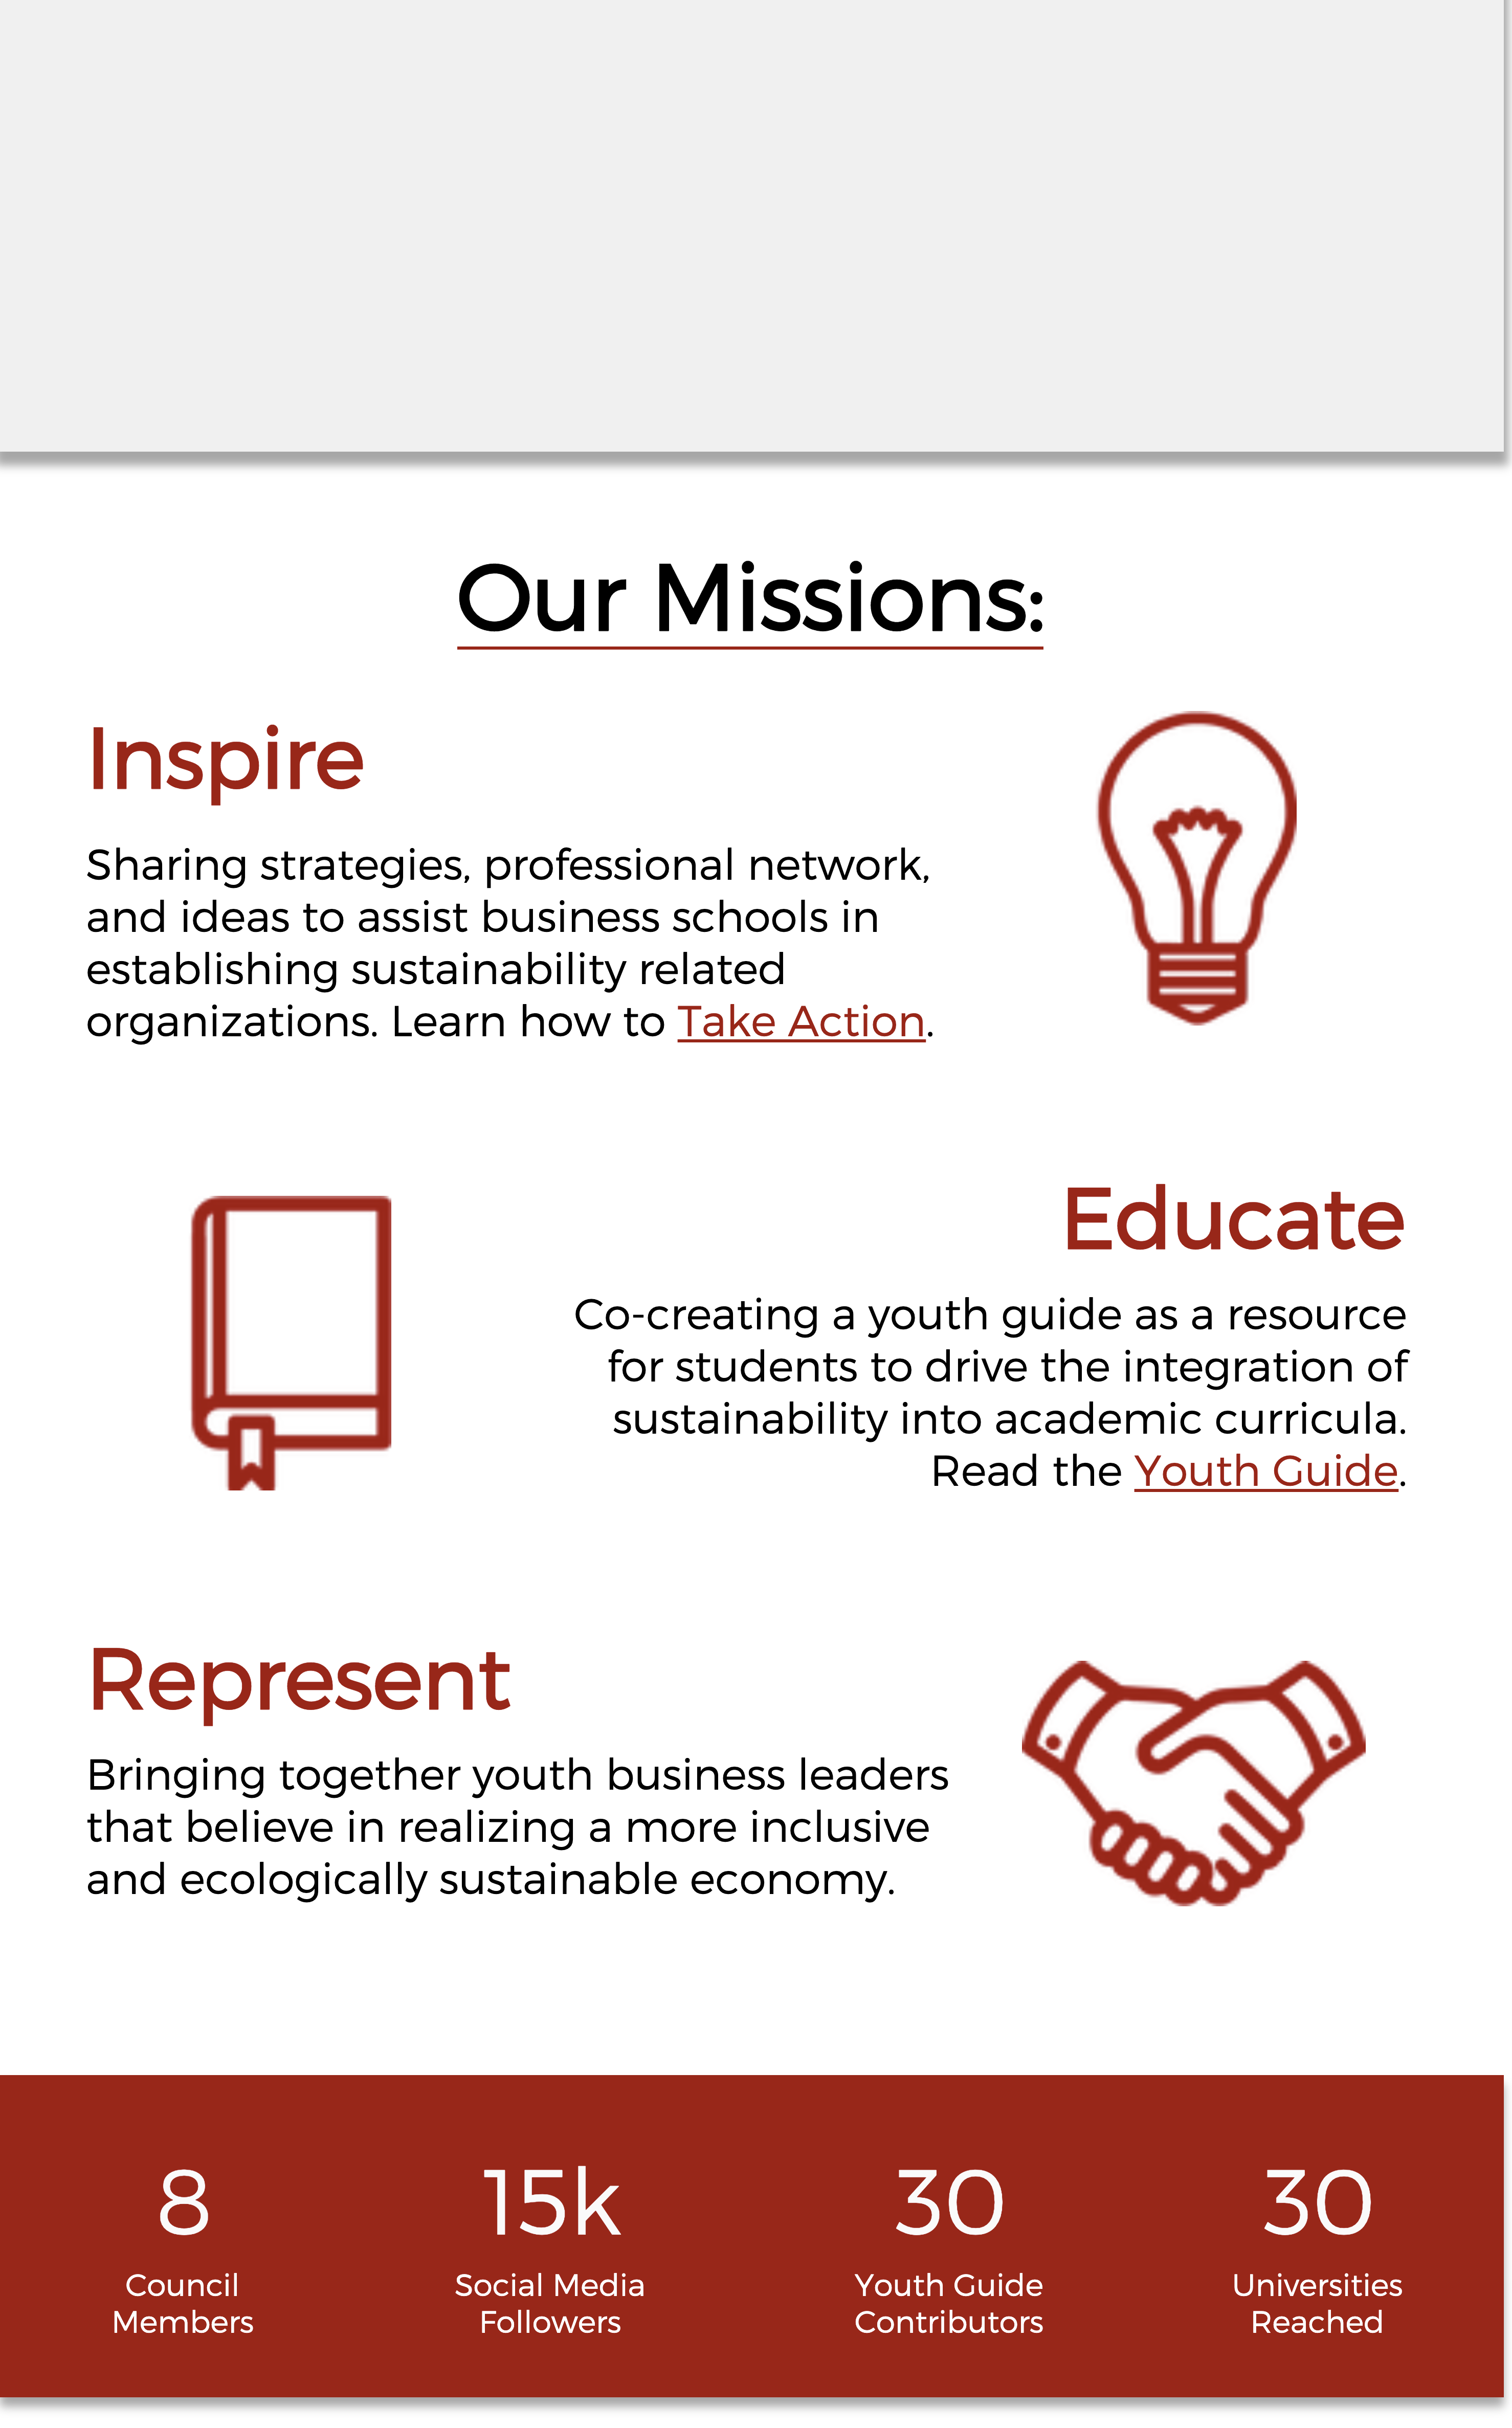 Our Missions:
Inspire
Sharing strategies, professional network,
and ideas to assist business schools in
establishing sustainability related
organizations. Learn how to Take Action.
Educate
Co-creating a youth guide as a resource
for students to drive the integration of
sustainability into academic curricula.
Read the Youth Guide.
Represent
Bringing together youth business leaders
that believe in realizing a more inclusive
and ecologically sustainable economy.
8
Council
Members
15k
Social Media
Followers
30
Youth Guide
Contributors
30
Universities
Reached